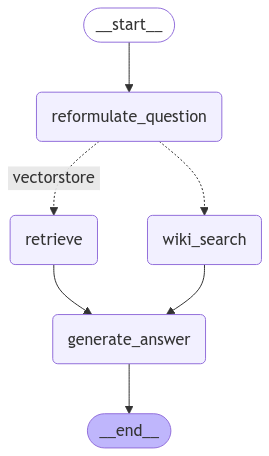 __start__
reformulate_question
vectorstore
retrieve
wiki_search
generate_answer
__end__